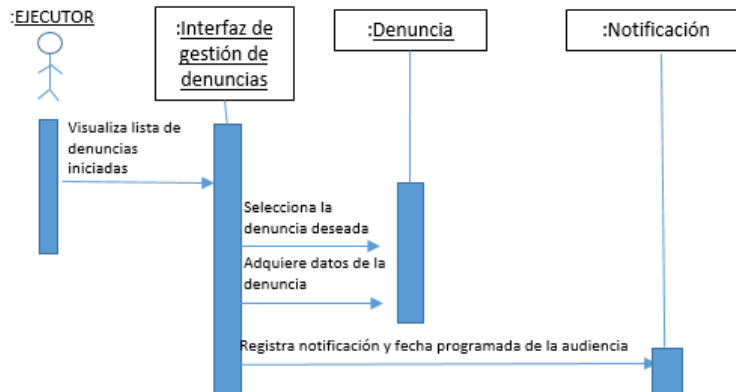 :EJECUTOR
:Interfaz de
gestión de
denuncias
:Denuncia
:Notificación
Visualiza lista de
denuncias
iniciadas
Selecciona la
denuncia deseada
Adquiere datos de la
denuncia
Registra notificación y fecha programada de la audiencia